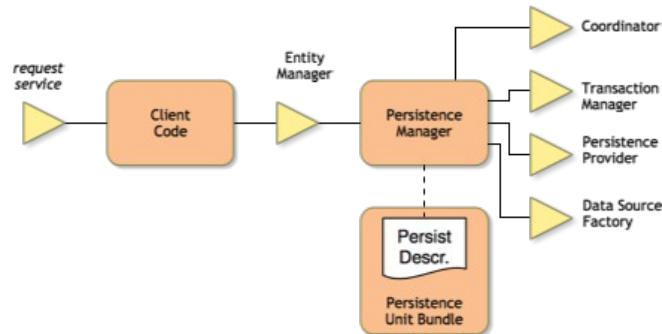 request
service
Client
Code
Entity
Manager
Persistence
Manager
Coordinator
Transaction
Manager
Persistence
Provider
Data Source
Factory
Persist
Descr.
Persistence
Unit Bundle